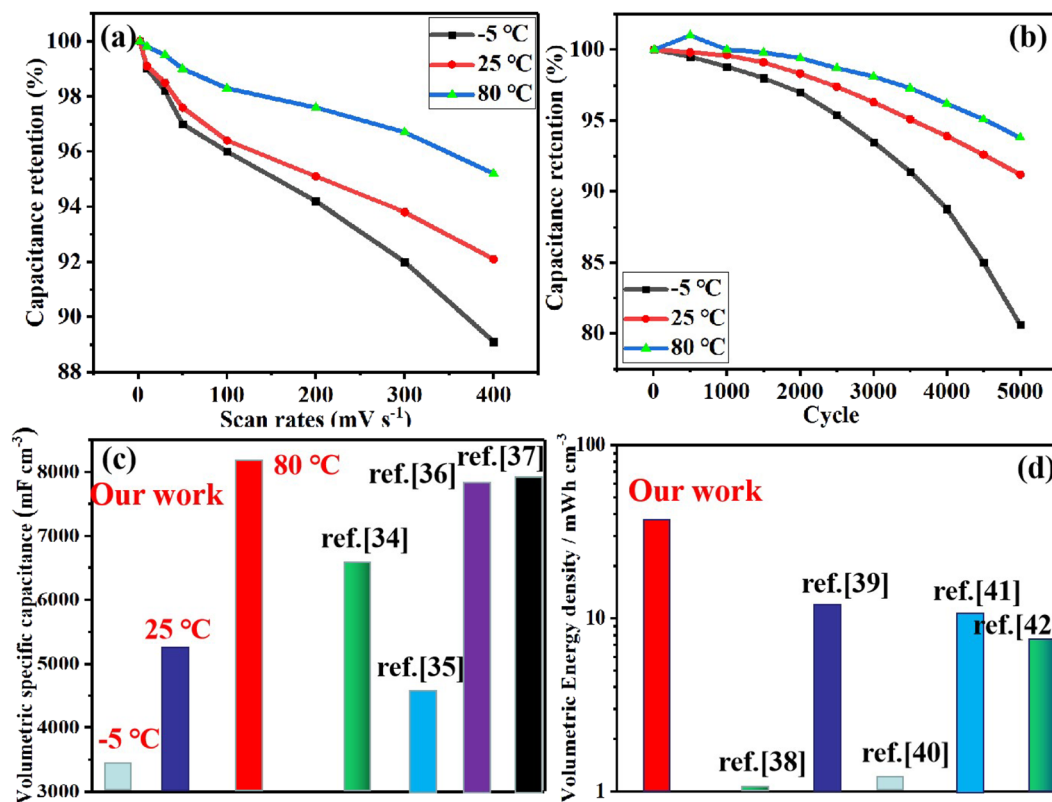 (a)
-5 ℃
25 ℃
80 ℃
Capacitance retention (%)
100
98
96
94
92
90
88
0
100
200
300
400
Scan rates (mV s⁻¹)
(b)
-5 ℃
25 ℃
80 ℃
Capacitance retention (%)
100
95
90
85
80
0
1000
2000
3000
4000
5000
Cycle
(c)
Volumetric specific capacitance (mF cm⁻³)
8000
7000
6000
5000
4000
3000
Our work
-5 ℃
25 ℃
80 ℃
ref.[34]
ref.[35]
ref.[36]
ref.[37]
(d)
Volumetric Energy density / mWh cm⁻³
100
10
1
Our work
ref.[38]
ref.[39]
ref.[40]
ref.[41]
ref.[42